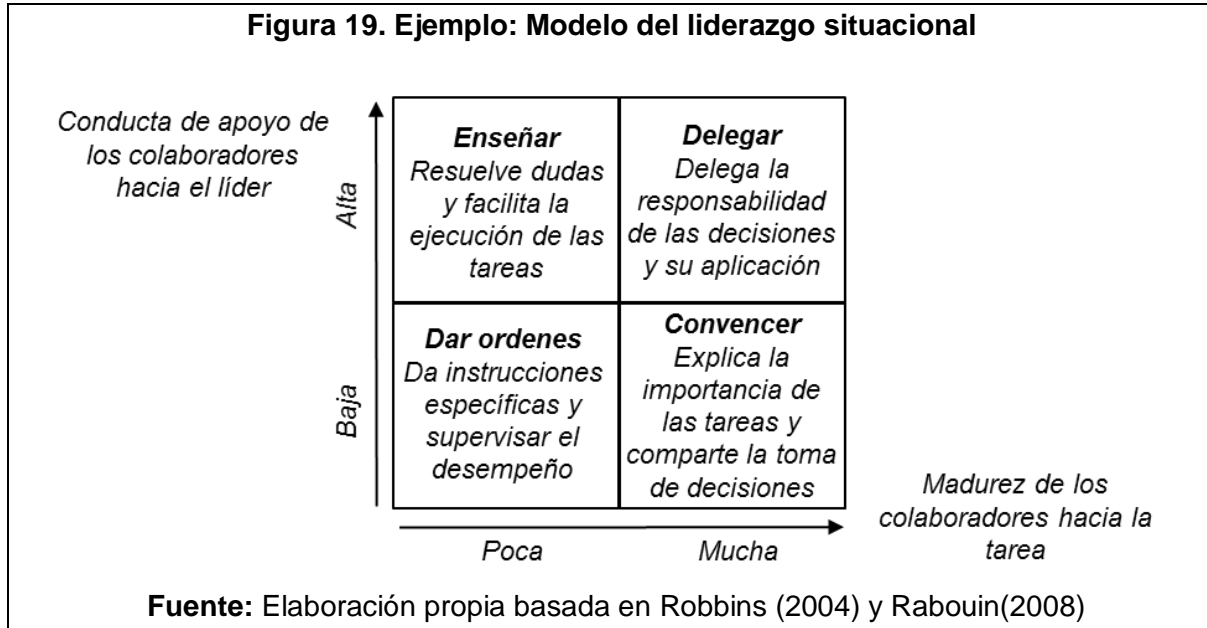 Figura 19. Ejemplo: Modelo del liderazgo situacional
Conducta de apoyo de
los colaboradores
hacia el líder
Alta
Baja
Enseñar
Resuelve dudas
y facilita la
ejecución de las
tareas
Delegar
Delega la
responsabilidad
de las decisiones
y su aplicación
Dar ordenes
Da instrucciones
específicas y
supervisar el
desempeño
Convencer
Explica la
importancia de
las tareas y
comparte la toma
de decisiones
Poca
Mucha
Madurez de los
colaboradores hacia la
tarea
Fuente: Elaboración propia basada en Robbins (2004) y Rabouin(2008)